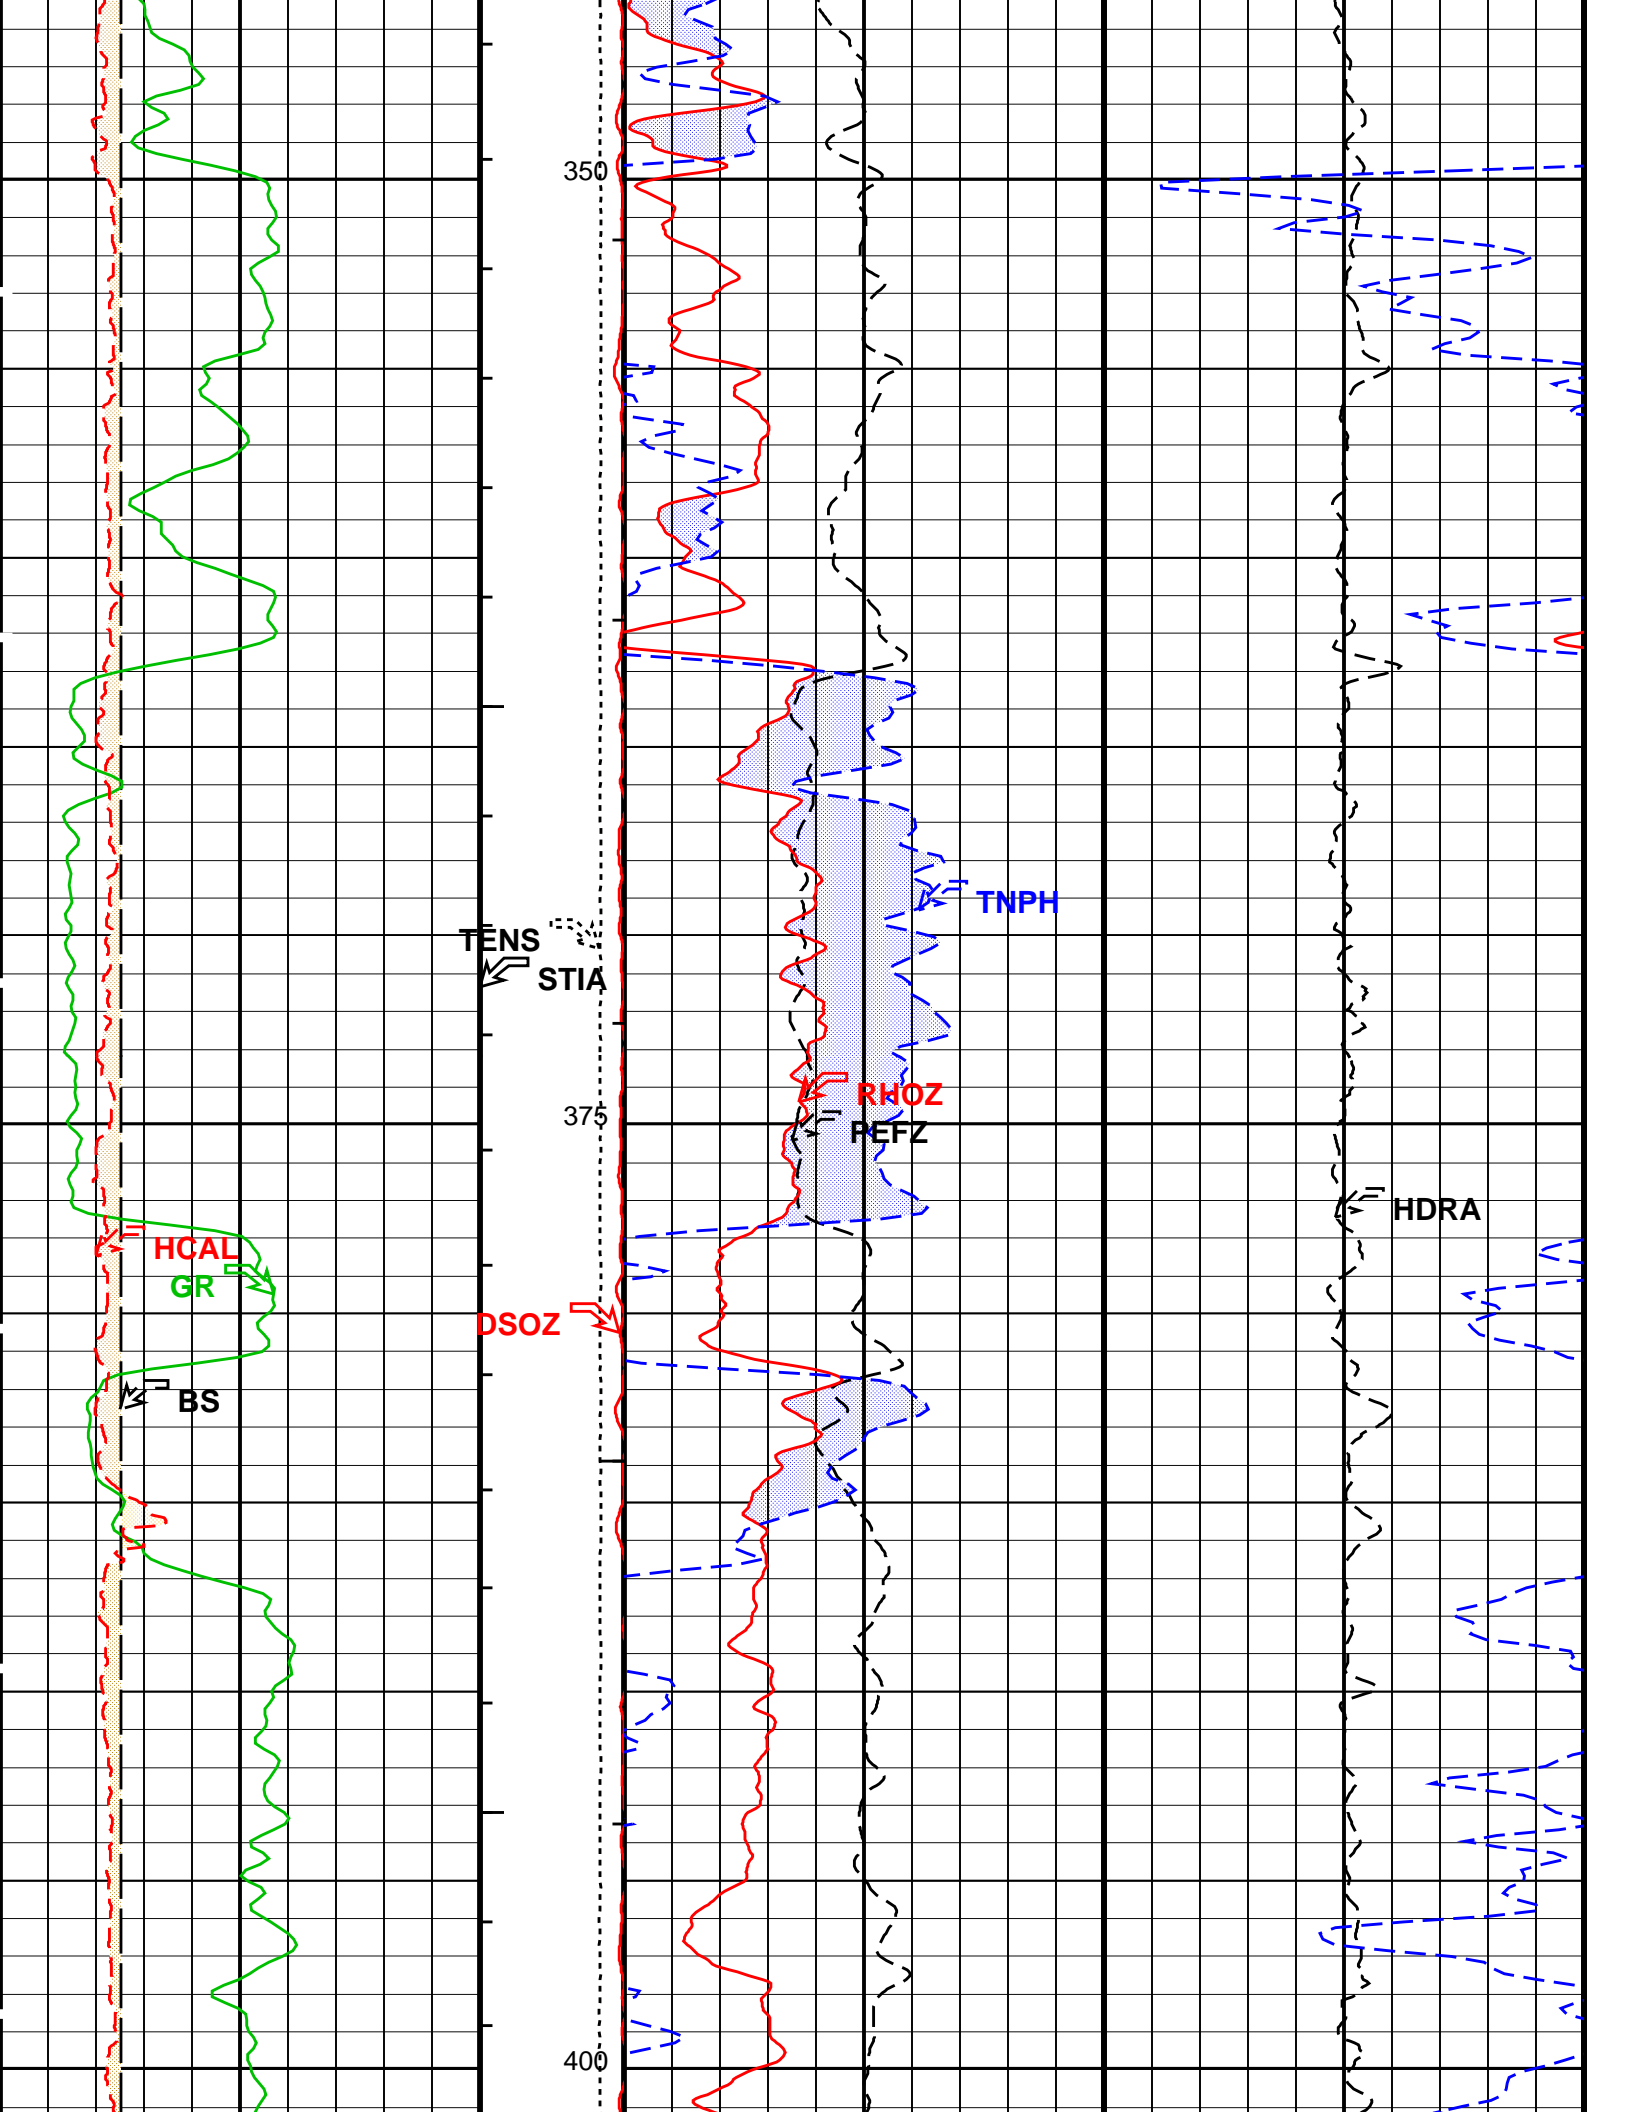 350
TNPH
TENS
STIA
RHOZ
375
PEFZ
HDRA
HCAL
GR
DSOZ
BS
400